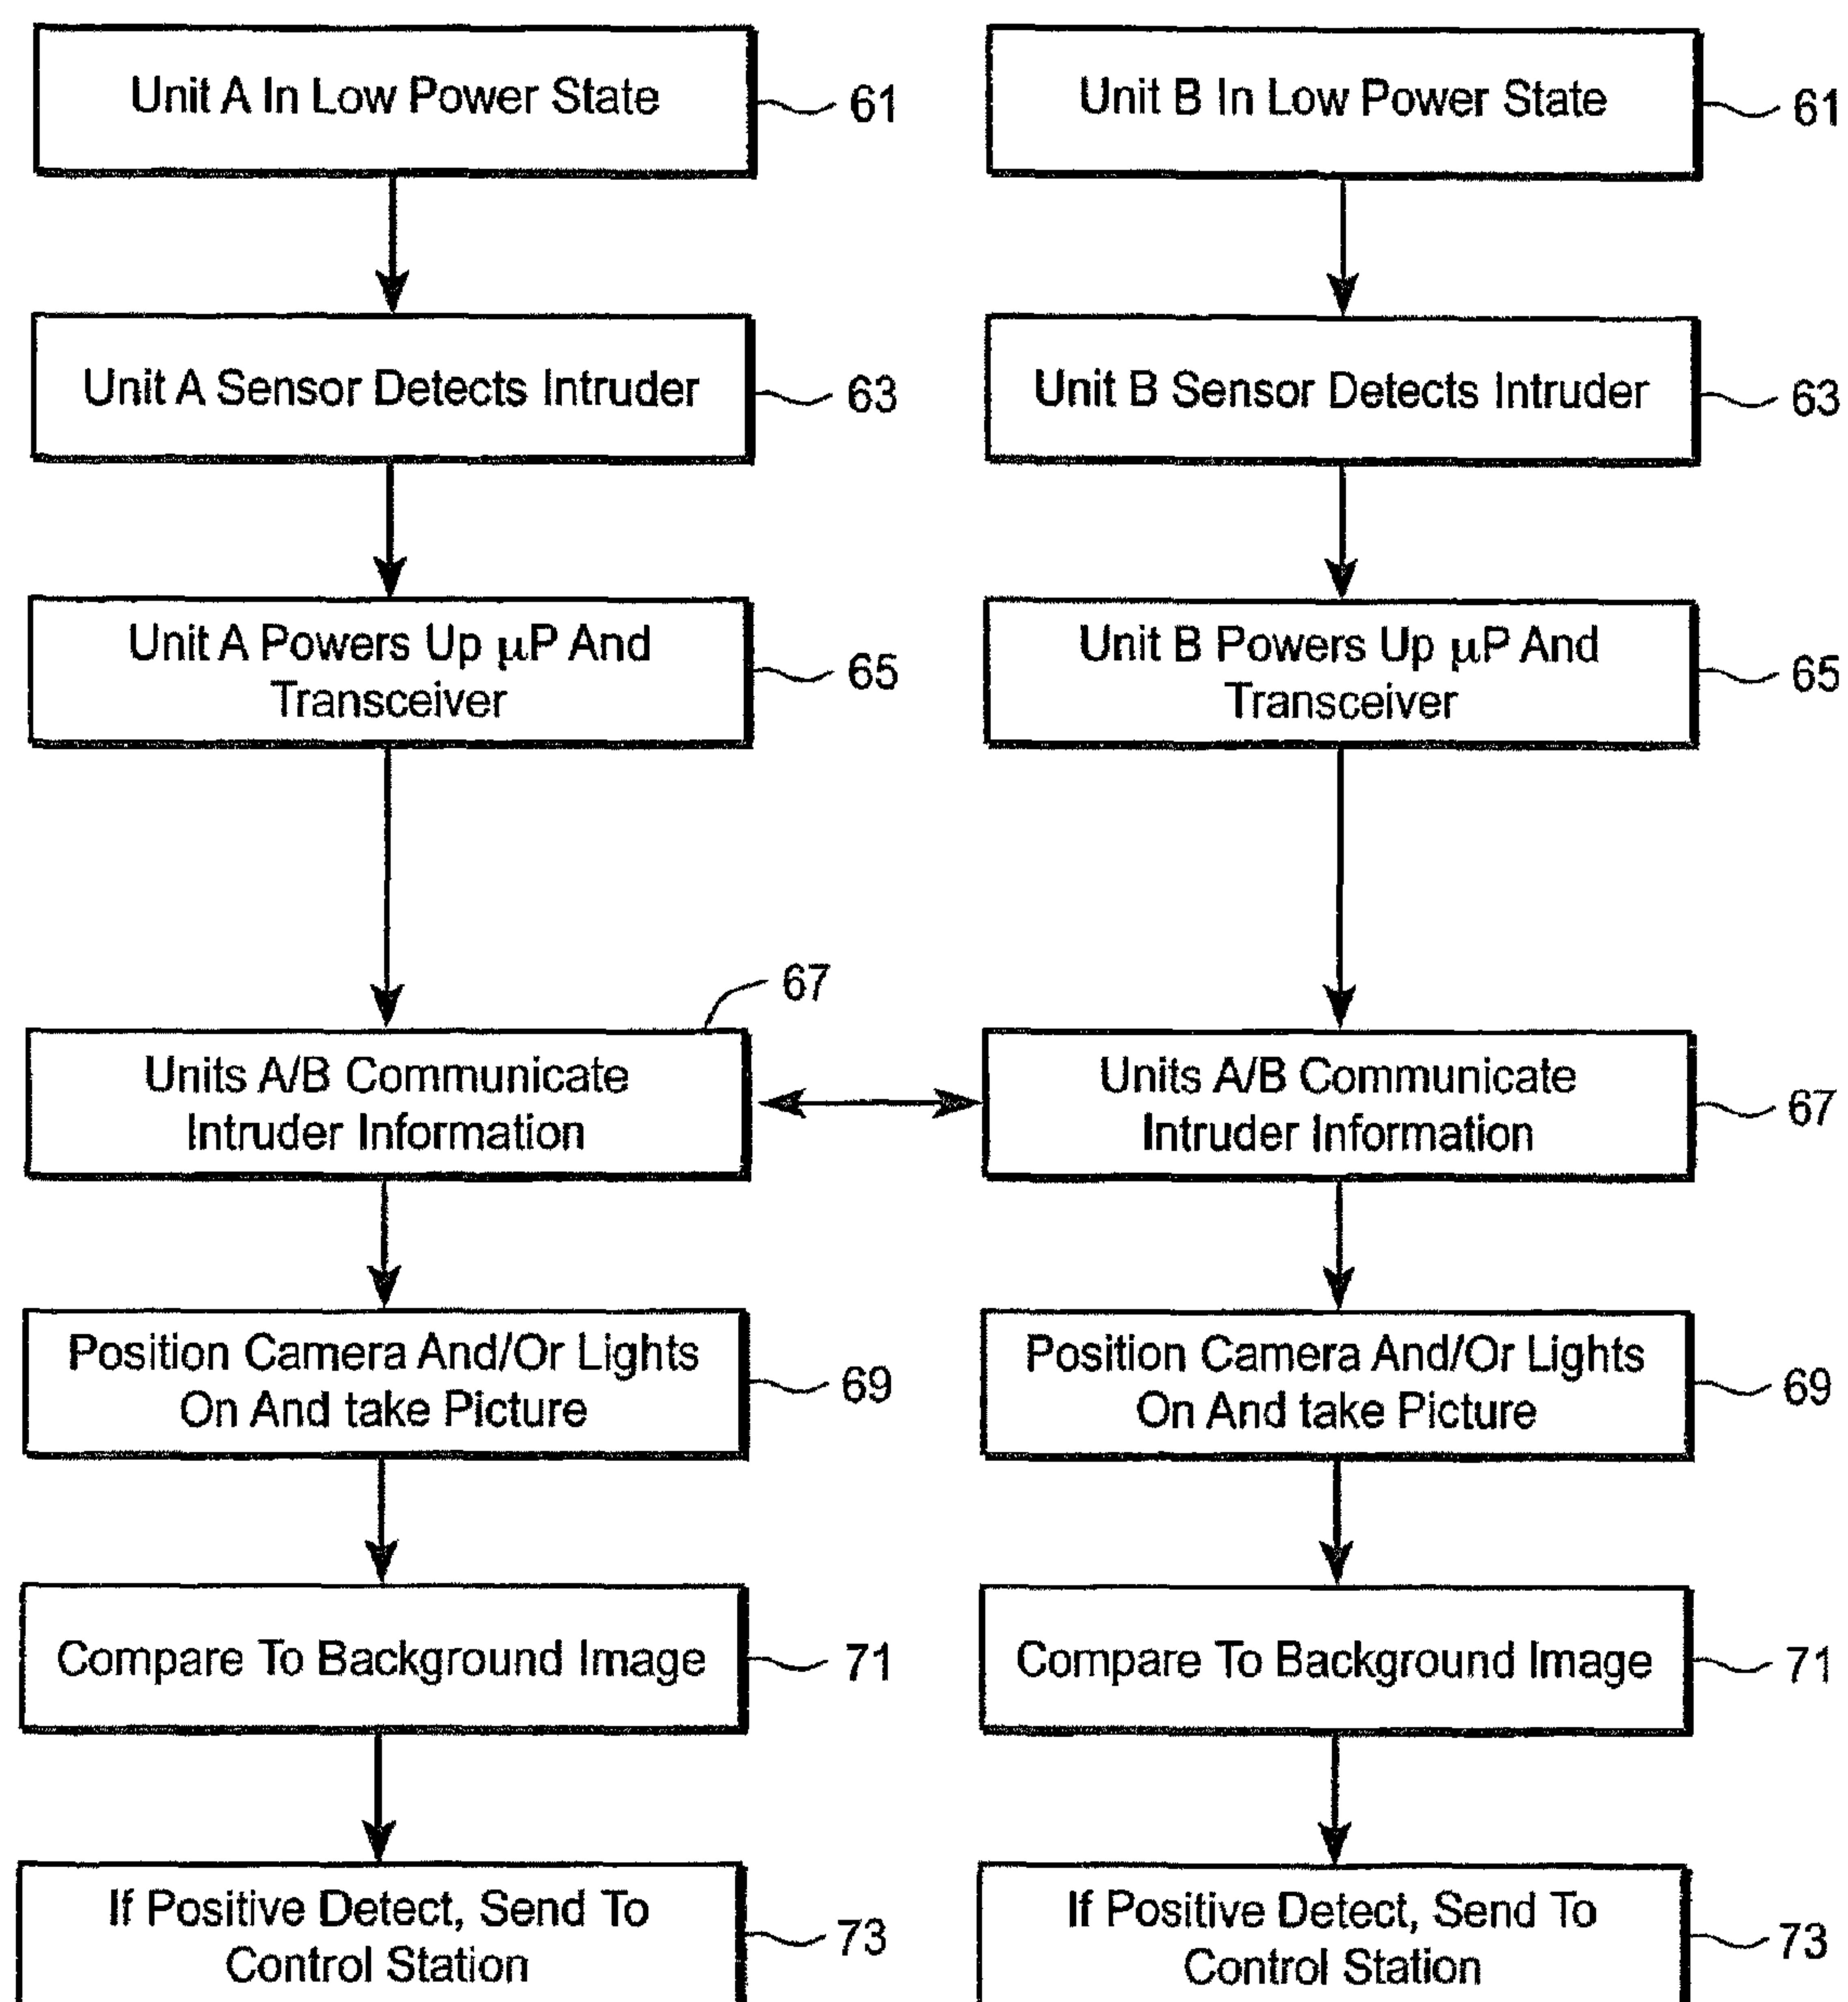 Unit A In Low Power State
61
Unit B In Low Power State
61
Unit A Sensor Detects Intruder
63
Unit B Sensor Detects Intruder
63
Unit A Powers Up μP And
Transceiver
65
Unit B Powers Up μP And
Transceiver
65
67
Units A/B Communicate
Intruder Information
Units A/B Communicate
Intruder Information
67
Position Camera And/Or Lights
On And take Picture
69
Position Camera And/Or Lights
On And take Picture
69
Compare To Background Image
71
Compare To Background Image
71
If Positive Detect, Send To
Control Station
73
If Positive Detect, Send To
Control Station
73